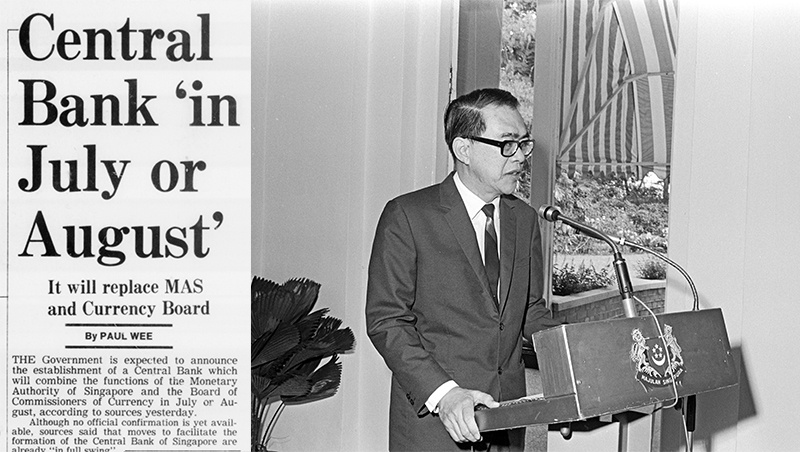 Central
Bank ‘in
July or
August’
It will replace MAS
and Currency Board
By PAUL WEE
THE Government is expected to announce
the establishment of a Central Bank which
will combine the functions of the Monetary
Authority of Singapore and the Board of
Commissioners of Currency in July or Au-
gust, according to sources yesterday.
Although no official confirmation is yet avail-
able, sources said that moves to facilitate the
formation of the Central Bank of Singapore are
already "in full swing".
MAJULAH SINGAPURA